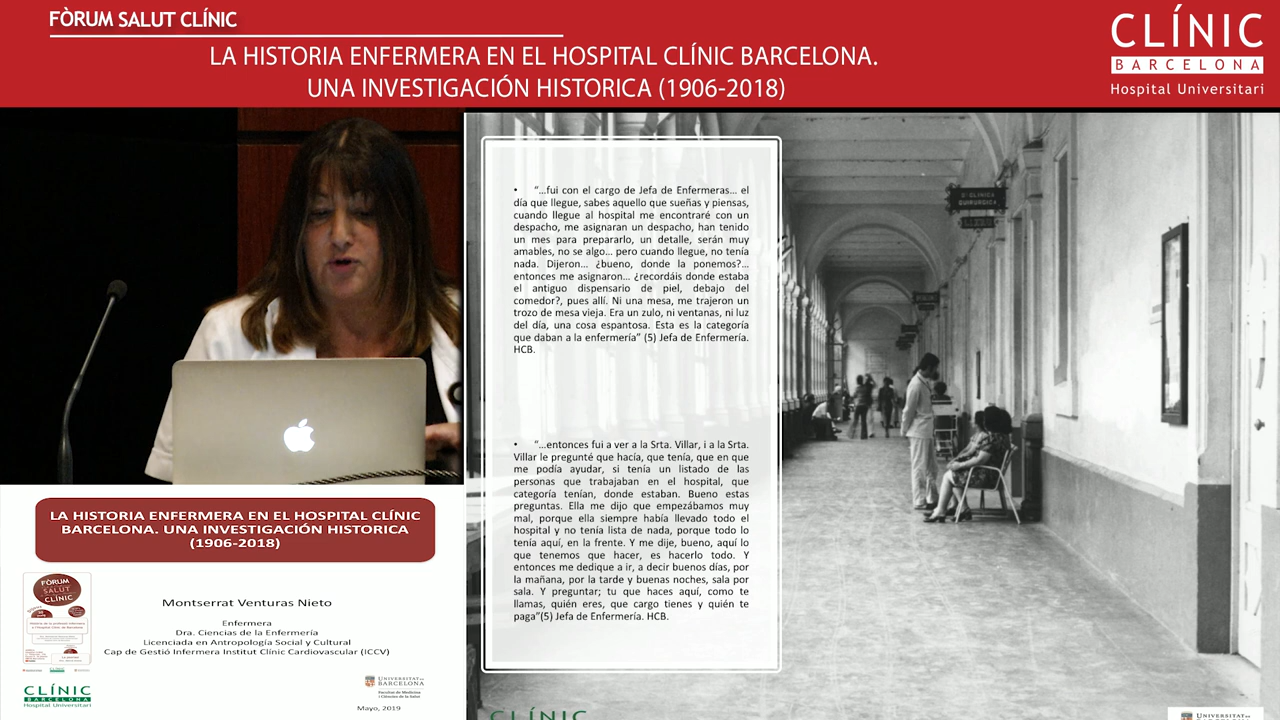 FÒRUM SALUT CLÍNIC
LA HISTORIA ENFERMERA EN EL HOSPITAL CLÍNIC BARCELONA.
UNA INVESTIGACIÓN HISTORICA (1906-2018)
CLÍNIC
BARCELONA
Hospital Universitari
• “...fui con el cargo de Jefa de Enfermeras... el
día que llegue, sabes aquello que sueñas y piensas,
cuando llegue al hospital me encontraré con un
despacho, me asignaran un despacho, han tenido
un mes para prepararlo, un detalle, serán muy
amables, no se algo... pero cuando llegue, no tenía
nada. Dijeron... ¿bueno, donde la ponemos?...
entonces me asignaron... ¿recordáis donde estaba
el antiguo dispensario de piel, debajo del
comedor?, pues allí. Ni una mesa, me trajeron un
trozo de mesa vieja. Era un zulo, ni ventanas, ni luz
del día, una cosa espantosa. Esta es la categoría
que daban a la enfermería” (5) Jefa de Enfermería.
HCB.
• “...entonces fui a ver a la Srta. Villar, i a la Srta.
Villar le pregunté que hacía, que tenía, que en que
me podía ayudar, si tenía un listado de las
personas que trabajaban en el hospital, que
categoría tenían, donde estaban. Bueno estas
preguntas. Ella me dijo que empezábamos muy
mal, porque ella siempre había llevado todo el
hospital y no tenía lista de nada, porque todo lo
tenía aquí, en la frente. Y me dije, bueno, aquí lo
que tenemos que hacer, es hacerlo todo. Y
entonces me dedique a ir, a decir buenos días, por
la mañana, por la tarde y buenas noches, sala por
sala. Y preguntar; tu que haces aquí, como te
llamas, quién eres, que cargo tienes y quién te
paga”(5) Jefa de Enfermería. HCB.
CLINICA
QUIRURGICA
LA HISTORIA ENFERMERA EN EL HOSPITAL CLÍNIC
BARCELONA. UNA INVESTIGACIÓN HISTORICA
(1906-2018)
FÒRUM
SALUT
CLÍNIC
Montserrat Venturas Nieto
Enfermera
Dra. Ciencias de la Enfermería
Licenciada en Antropología Social y Cultural
Cap de Gestió Infermera Institut Clínic Cardiovascular (ICCV)
CLÍNIC
BARCELONA
Hospital Universitari
UNIVERSITAT DE
BARCELONA
Facultat de Medicina
i Ciències de la Salut
Mayo, 2019
CLÍNIC
UNIVERSITAT DE